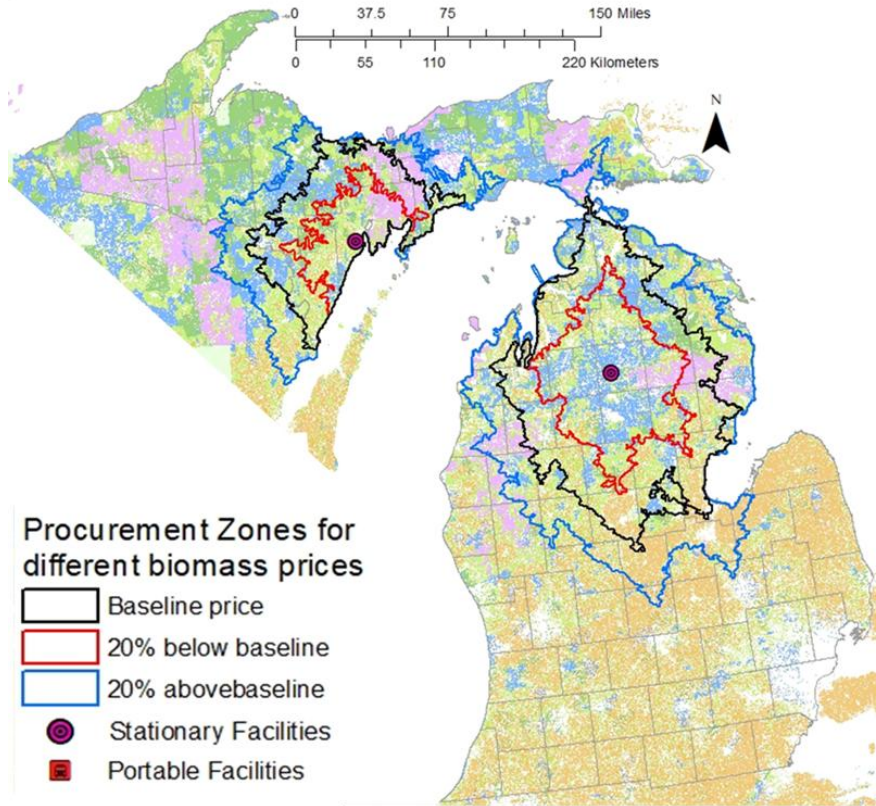 0 37.5 75 150 Miles
0 55 110 220 Kilometers
N
Procurement Zones for
different biomass prices
Baseline price
20% below baseline
20% abovebaseline
Stationary Facilities
Portable Facilities